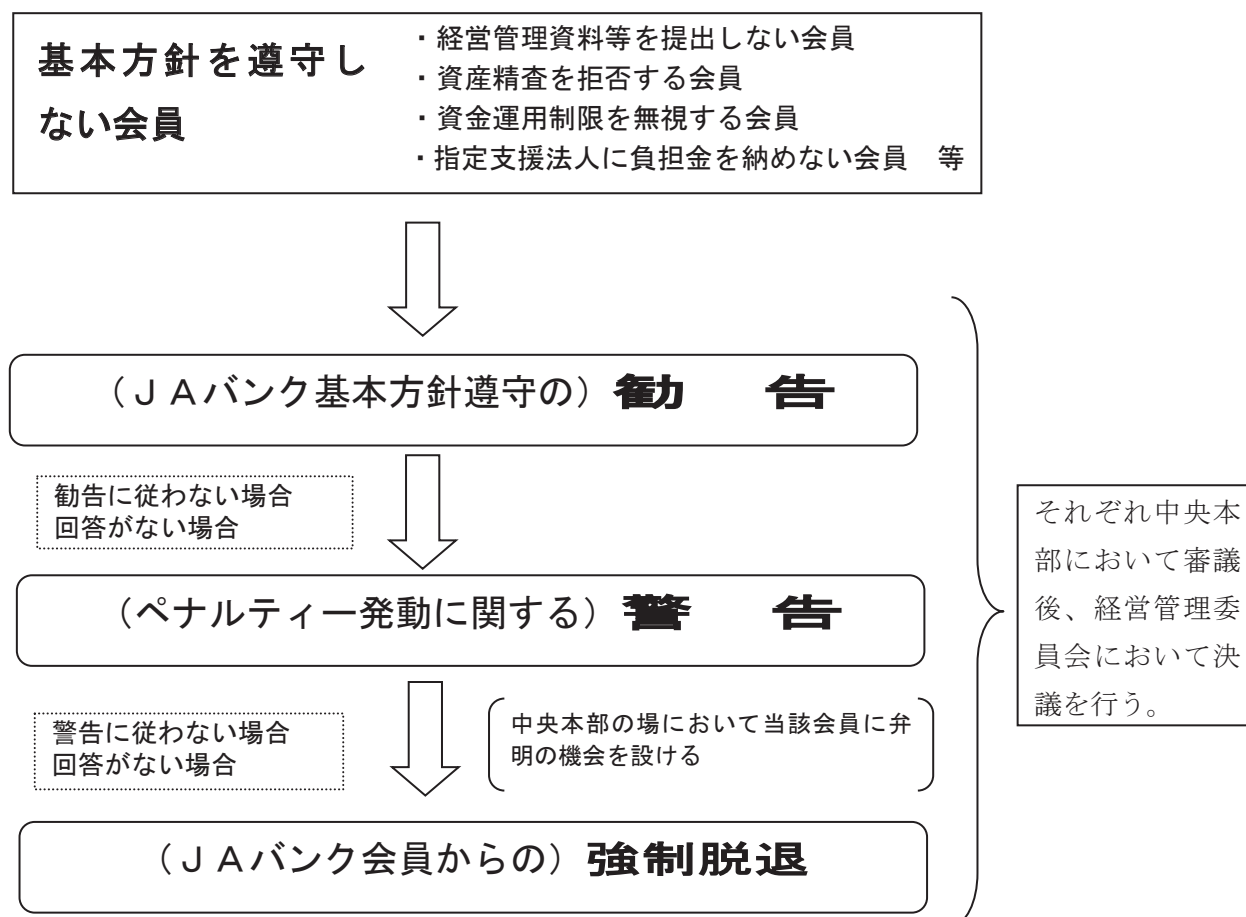 基本方針を遵守し
ない会員
・経営管理資料等を提出しない会員
・資産精査を拒否する会員
・資金運用制限を無視する会員
・指定支援法人に負担金を納めない会員　等
（ＪＡバンク基本方針遵守の）勧　告
勧告に従わない場合
回答がない場合
（ペナルティー発動に関する）警　告
警告に従わない場合
回答がない場合
中央本部の場において当該会員に弁
明の機会を設ける
（ＪＡバンク会員からの）強制脱退
それぞれ中央本
部において審議
後、経営管理委
員会において決
議を行う。